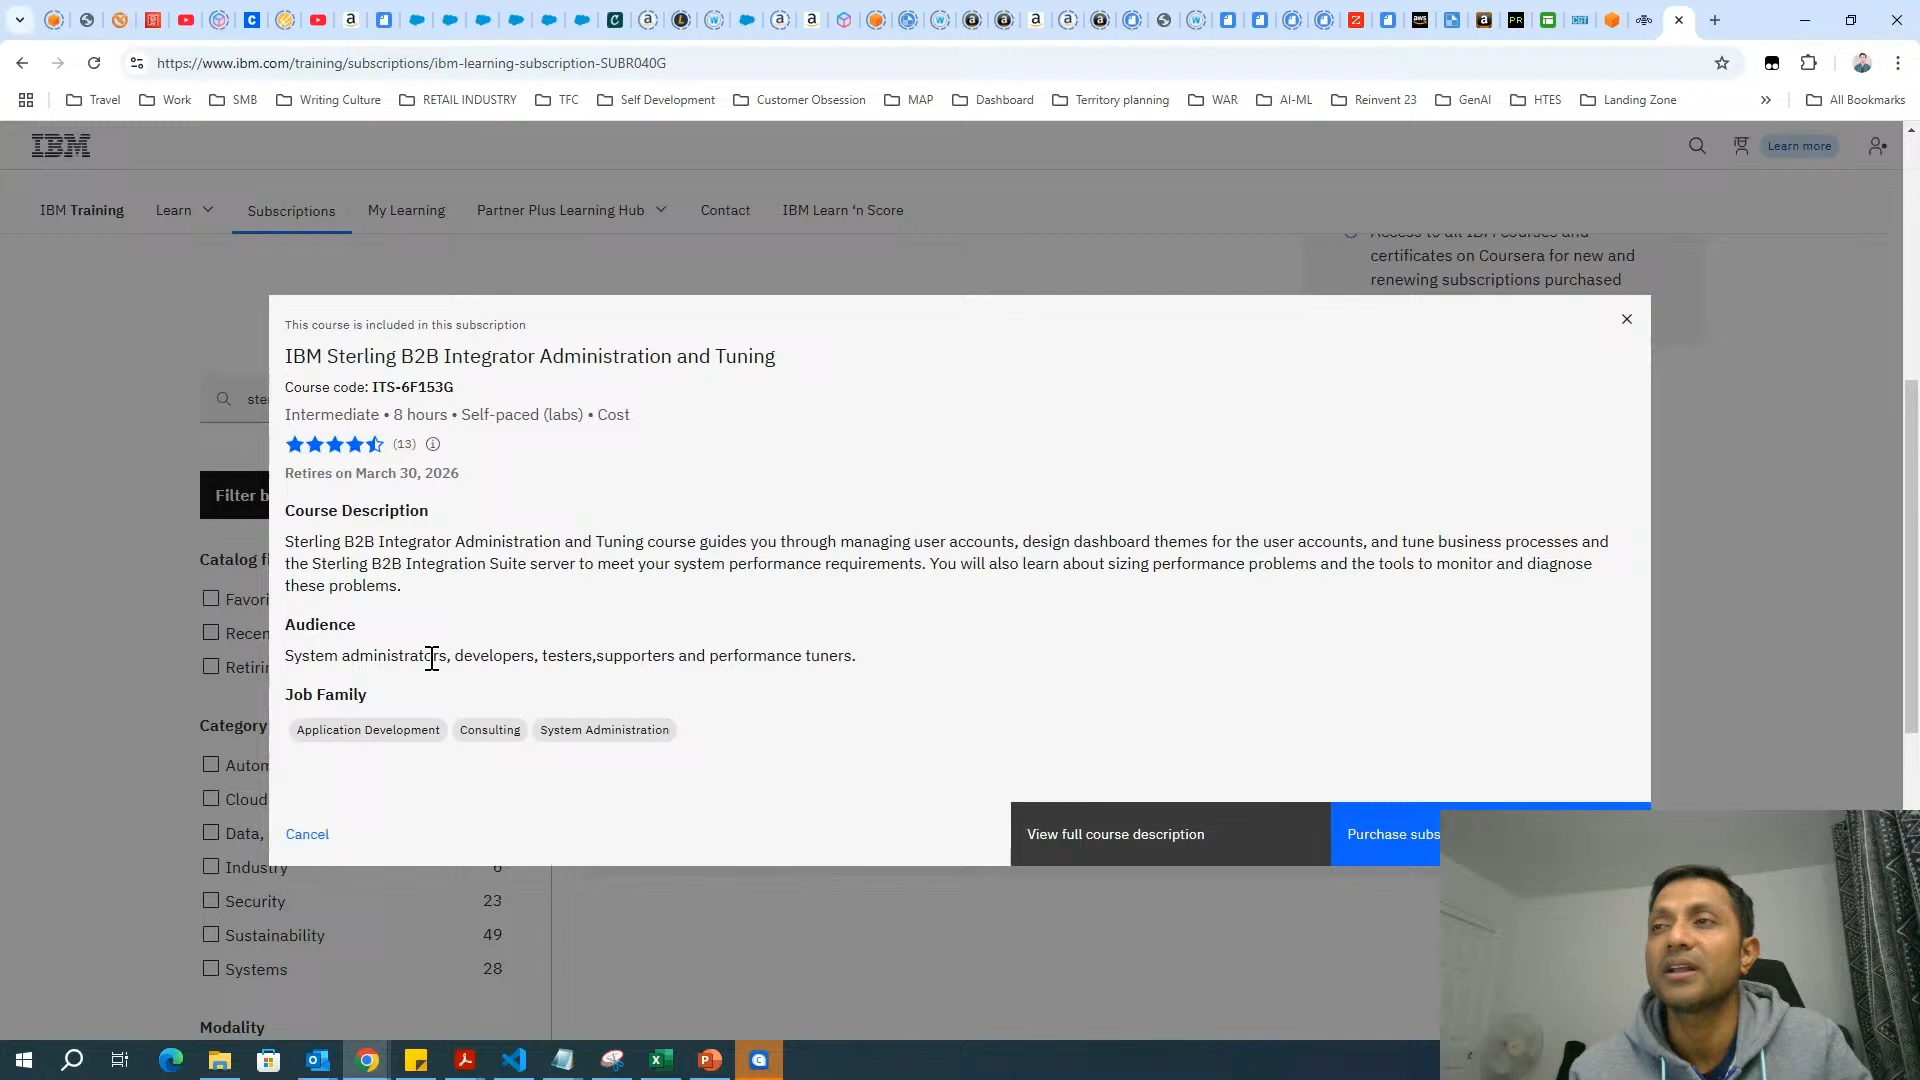 https://www.ibm.com/training/subscriptions/ibm-learning-subscription-SUBR040G
Travel Work SMB Writing Culture RETAIL INDUSTRY TFC Self Development Customer Obsession MAP Dashboard Territory planning WAR AI-ML Reinvent 23 GenAI HTES Landing Zone » All Bookmarks
IBM Learn more
IBM Training Learn Subscriptions My Learning Partner Plus Learning Hub Contact IBM Learn 'n Score
Access to all IBM courses and
certificates on Coursera for new and
renewing subscriptions purchased
This course is included in this subscription
IBM Sterling B2B Integrator Administration and Tuning
Course code: ITS-6F153G
Intermediate • 8 hours • Self-paced (labs) • Cost
(13)
Retires on March 30, 2026
Course Description
Sterling B2B Integrator Administration and Tuning course guides you through managing user accounts, design dashboard themes for the user accounts, and tune business processes and
the Sterling B2B Integration Suite server to meet your system performance requirements. You will also learn about sizing performance problems and the tools to monitor and diagnose
these problems.
Audience
System administrators, developers, testers,supporters and performance tuners.
Job Family
Application Development Consulting System Administration
Cancel
View full course description
Purchase subs
ste
Filter b
Catalog fi
Favori
Recen
Retiri
Category
Autom
Cloud
Data,
Industry 6
Security 23
Sustainability 49
Systems 28
Modality